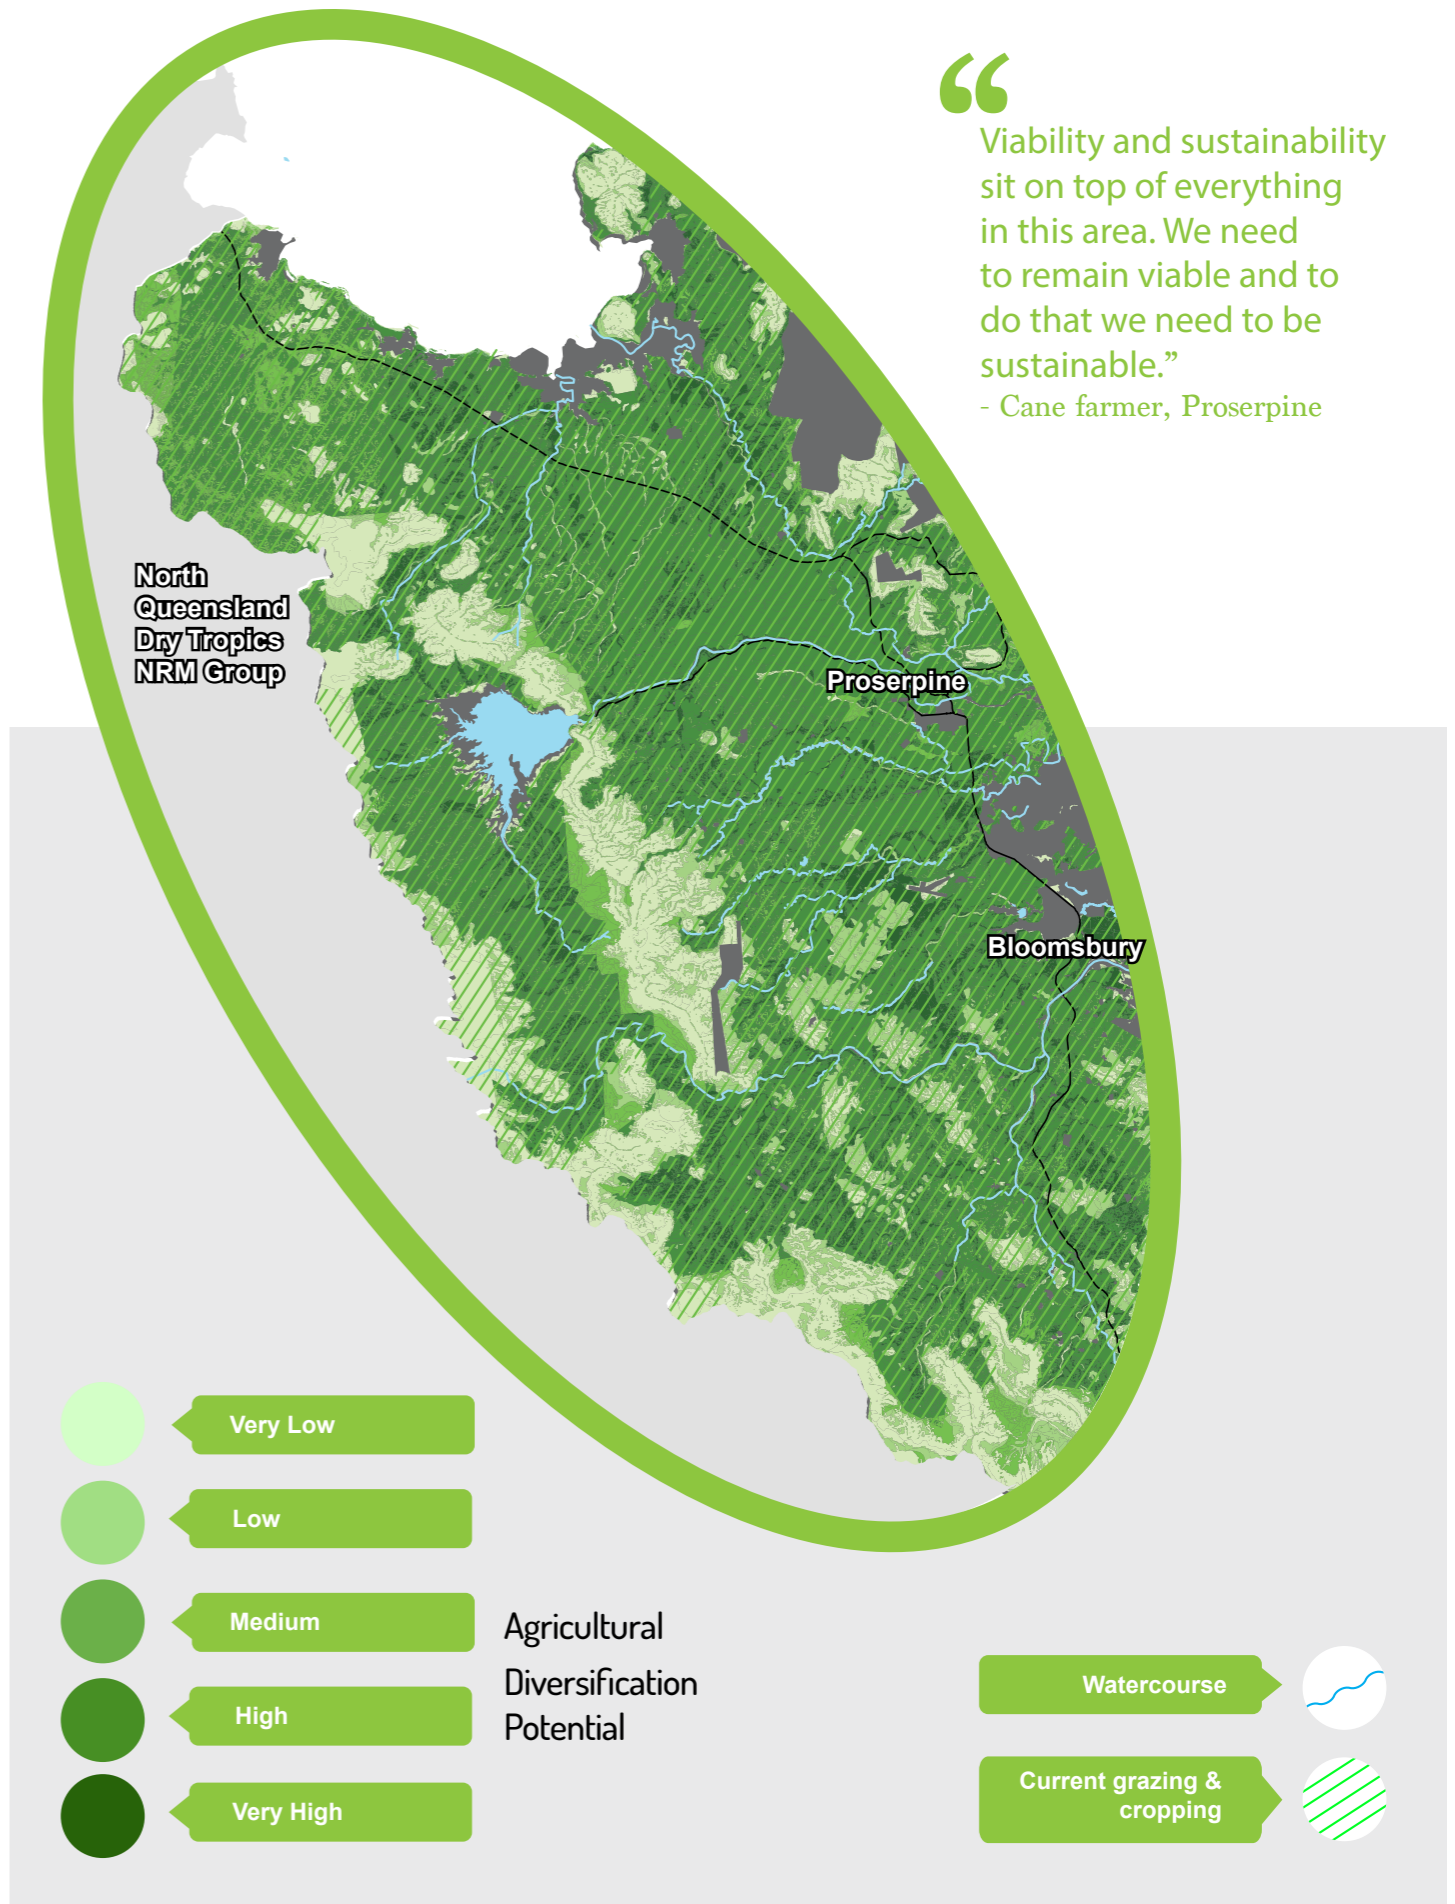 “
Viability and sustainability
sit on top of everything
in this area. We need
to remain viable and to
do that we need to be
sustainable.”
- Cane farmer, Proserpine
North
Queensland
Dry Tropics
NRM Group
Proserpine
Bloomsbury
Very Low
Low
Medium
High
Very High
Agricultural
Diversification
Potential
Watercourse
Current grazing &
cropping